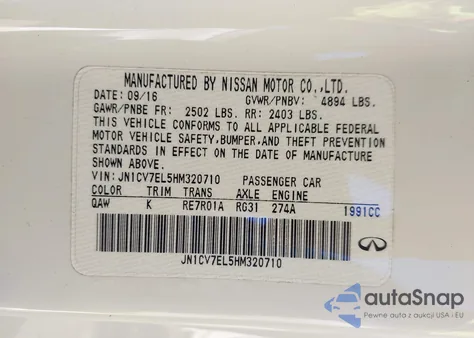 MANUFACTURED BY NISSAN MOTOR CO.,LTD.
DATE: 09/16 GVWR/PNBV: 4894 LBS.
GAWR/PNBE FR: 2502 LBS. RR: 2403 LBS.
THIS VEHICLE CONFORMS TO ALL APPLICABLE FEDERAL
MOTOR VEHICLE SAFETY,BUMPER,AND THEFT PREVENTION
STANDARDS IN EFFECT ON THE DATE OF MANUFACTURE
SHOWN ABOVE.
VIN:JN1CV7EL5HM320710 PASSENGER CAR
COLOR TRIM TRANS AXLE ENGINE
QAW K RE7R01A RG31 274A 1991CC
JN1CV7EL5HM320710
autoSnap
Pewne auta z USA i EU